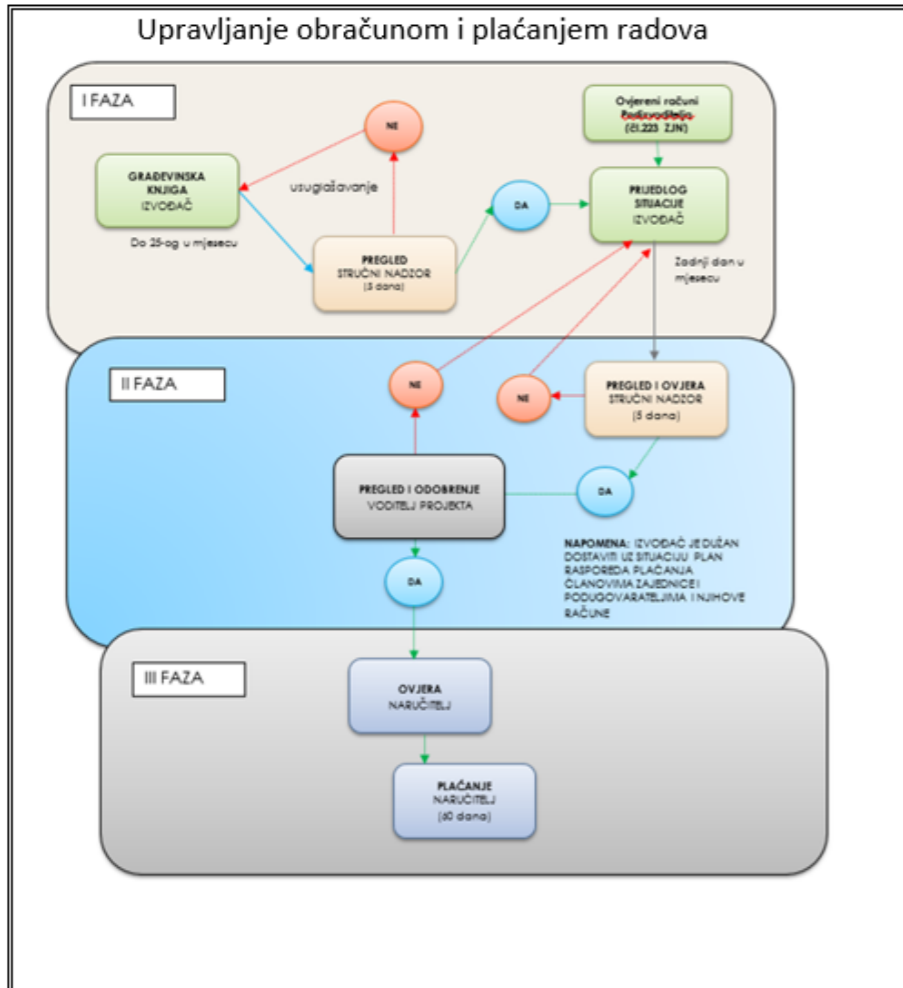 Upravljanje obračunom i plaćanjem radova
I FAZA
Ovjereni računi
Podizvoditelja
(čl.223 ZJN)
NE
GRAĐEVINSKA
KNJIGA
IZVOĐAČ
usuglašavanje
DA
PRIJEDLOG
SITUACIJE
IZVOĐAČ
Do 25-og u mjesecu
PREGLED
STRUČNI NADZOR
(3 dana)
Zadnji dan u
mjesecu
II FAZA
NE
NE
PREGLED I OVJERA
STRUČNI NADZOR
(5 dana)
PREGLED I ODOBRENJE
VODITELJ PROJEKTA
DA
NAPOMENA: IZVOĐAČ JE DUŽAN
DOSTAVITI UZ SITUACIJU PLAN
RASPOREDA PLAĆANJA
ČLANOVIMA ZAJEDNICE I
PODUGOVARATELJIMA I NJIHOVE
RAČUNE
DA
III FAZA
OVJERA
NARUČITELJ
PLAĆANJE
NARUČITELJ
(60 dana)